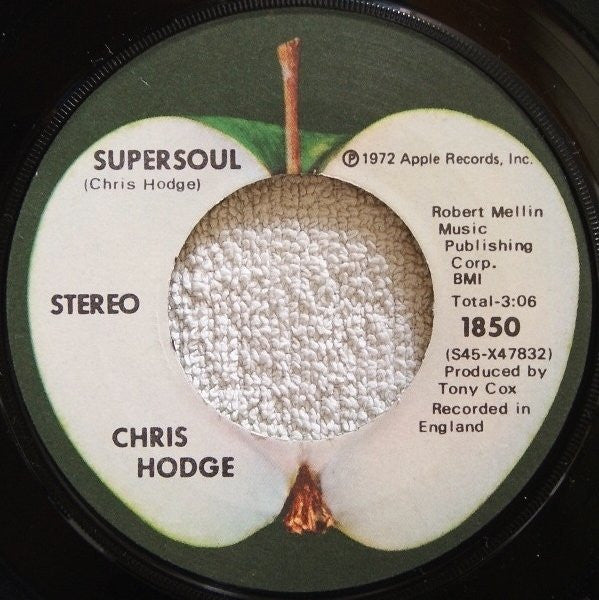 SUPERSOUL
(Chris Hodge)
STEREO
CHRIS
HODGE
℗1972 Apple Records, Inc.
Robert Mellin
Music
Publishing
Corp.
BMI
Total-3:06
1850
(S45-X47832)
Produced by
Tony Cox
Recorded in
England